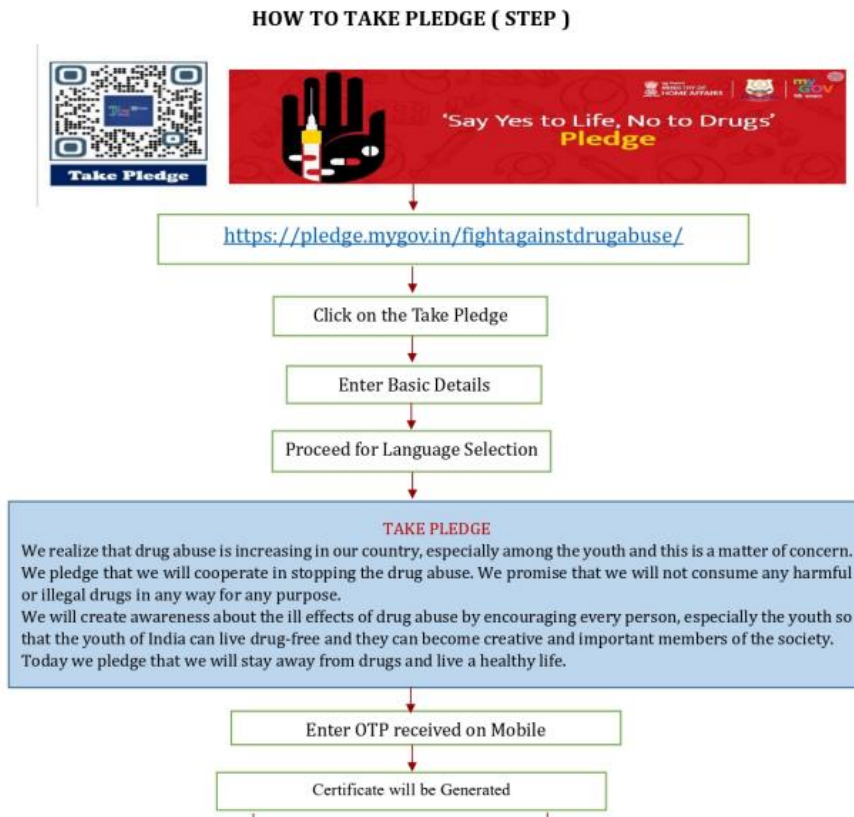 HOW TO TAKE PLEDGE ( STEP )
Take Pledge
MINISTRY OF
HOME AFFAIRS
my
GOV
'Say Yes to Life, No to Drugs'
Pledge
https://pledge.mygov.in/fightagainstdrugabuse/
Click on the Take Pledge
Enter Basic Details
Proceed for Language Selection
TAKE PLEDGE
We realize that drug abuse is increasing in our country, especially among the youth and this is a matter of concern.
We pledge that we will cooperate in stopping the drug abuse. We promise that we will not consume any harmful
or illegal drugs in any way for any purpose.
We will create awareness about the ill effects of drug abuse by encouraging every person, especially the youth so
that the youth of India can live drug-free and they can become creative and important members of the society.
Today we pledge that we will stay away from drugs and live a healthy life.
Enter OTP received on Mobile
Certificate will be Generated